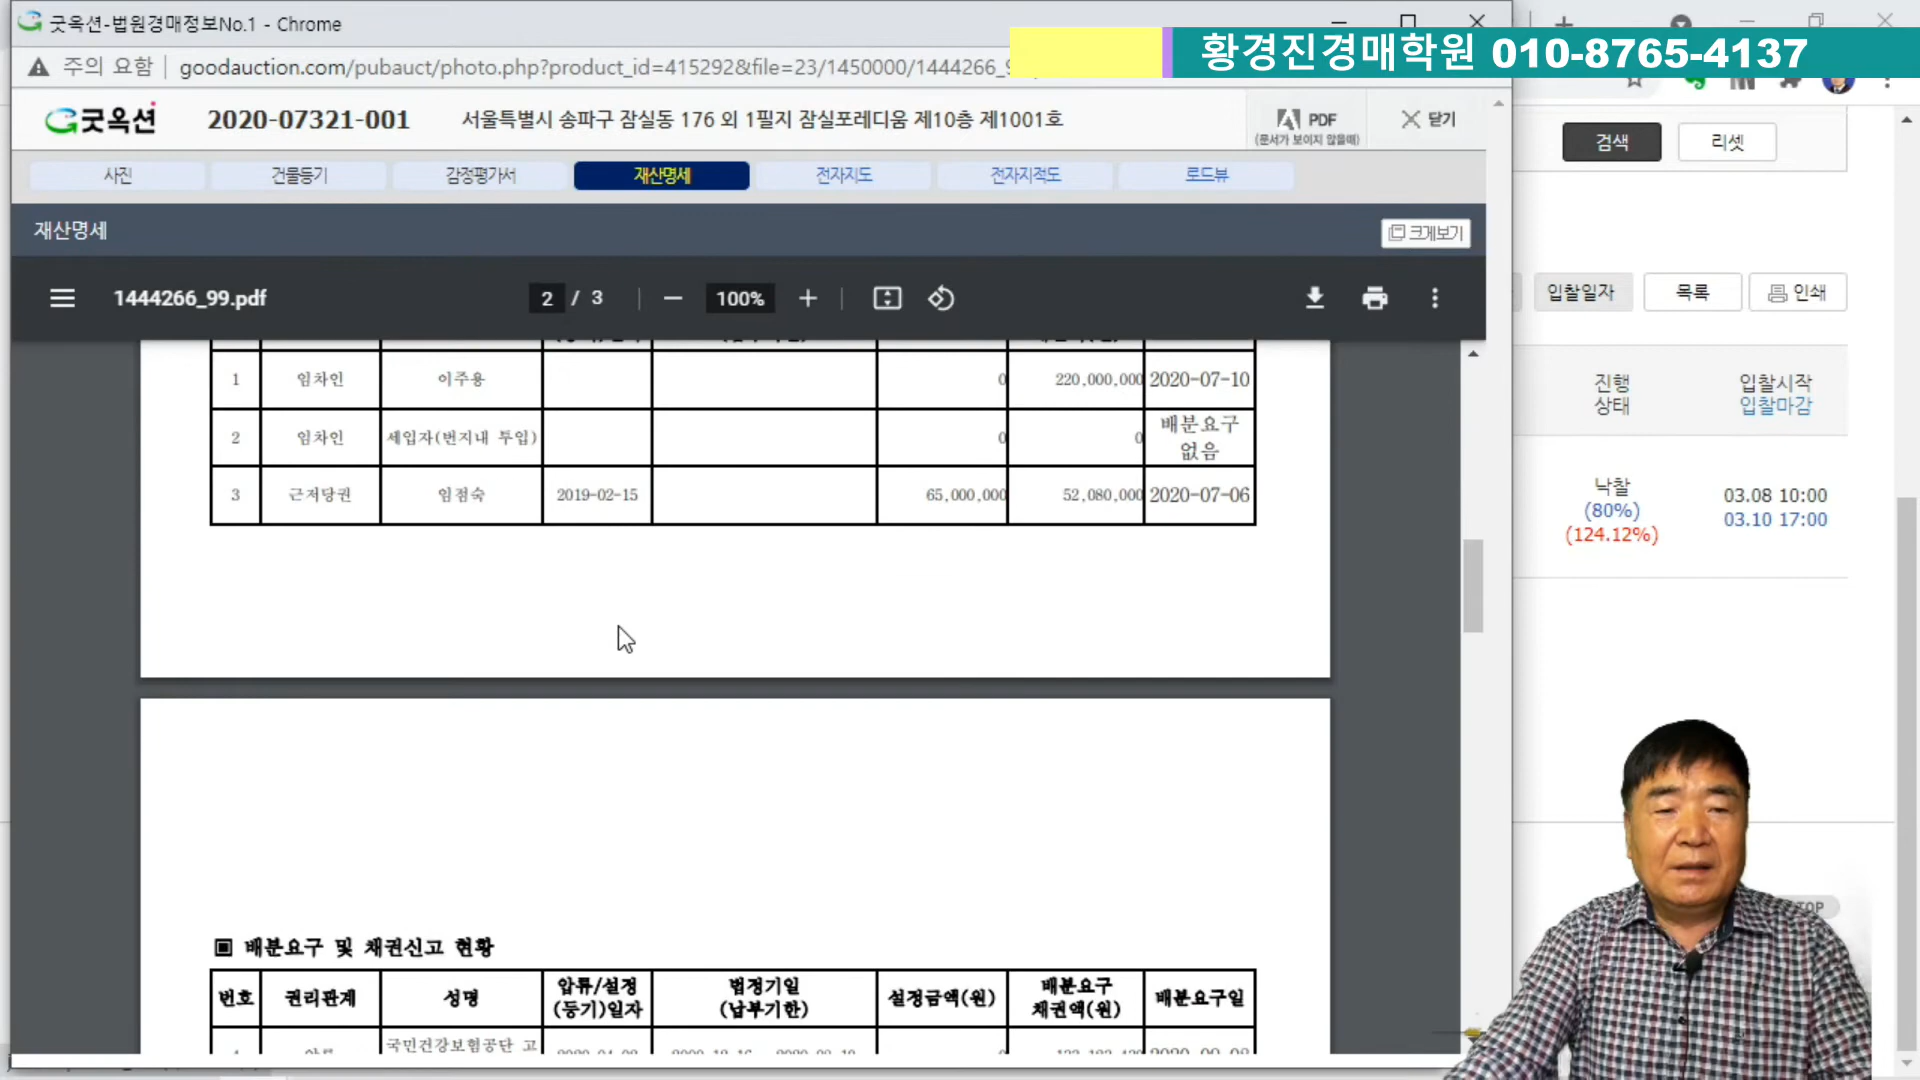 굿옥션-법원경매정보No.1 - Chrome
황경진경매학원 010-8765-4137
주의 요함 goodauction.com/pubauct/photo.php?product_id=415292&file=23/1450000/1444266_
굿옥션 2020-07321-001 서울특별시 송파구 잠실동 176 외 1필지 잠실포레디움 제10층 제1001호 PDF 닫기
(문서가 보이지 않을때)
사진 건물등기 감정평가서 재산명세 전자지도 전자지적도 로드뷰
검색 리셋
재산명세 크게보기
1444266_99.pdf 2 / 3 100%
입찰일자 목록 인쇄
1 임차인 이주용 0 220,000,000 2020-07-10
2 임차인 세입자(번지내 투입) 0 0 배분요구 없음
3 근저당권 임점숙 2019-02-15 65,000,000 52,080,000 2020-07-06
진행 상태 입찰시작 입찰마감
낙찰 (80%) (124.12%) 03.08 10:00 03.10 17:00
TOP
▣ 배분요구 및 채권신고 현황
번호 권리관계 성명 압류/설정 (등기)일자 법정기일 (납부기한) 설정금액(원) 배분요구 채권액(원) 배분요구일
국민건강보험공단 고